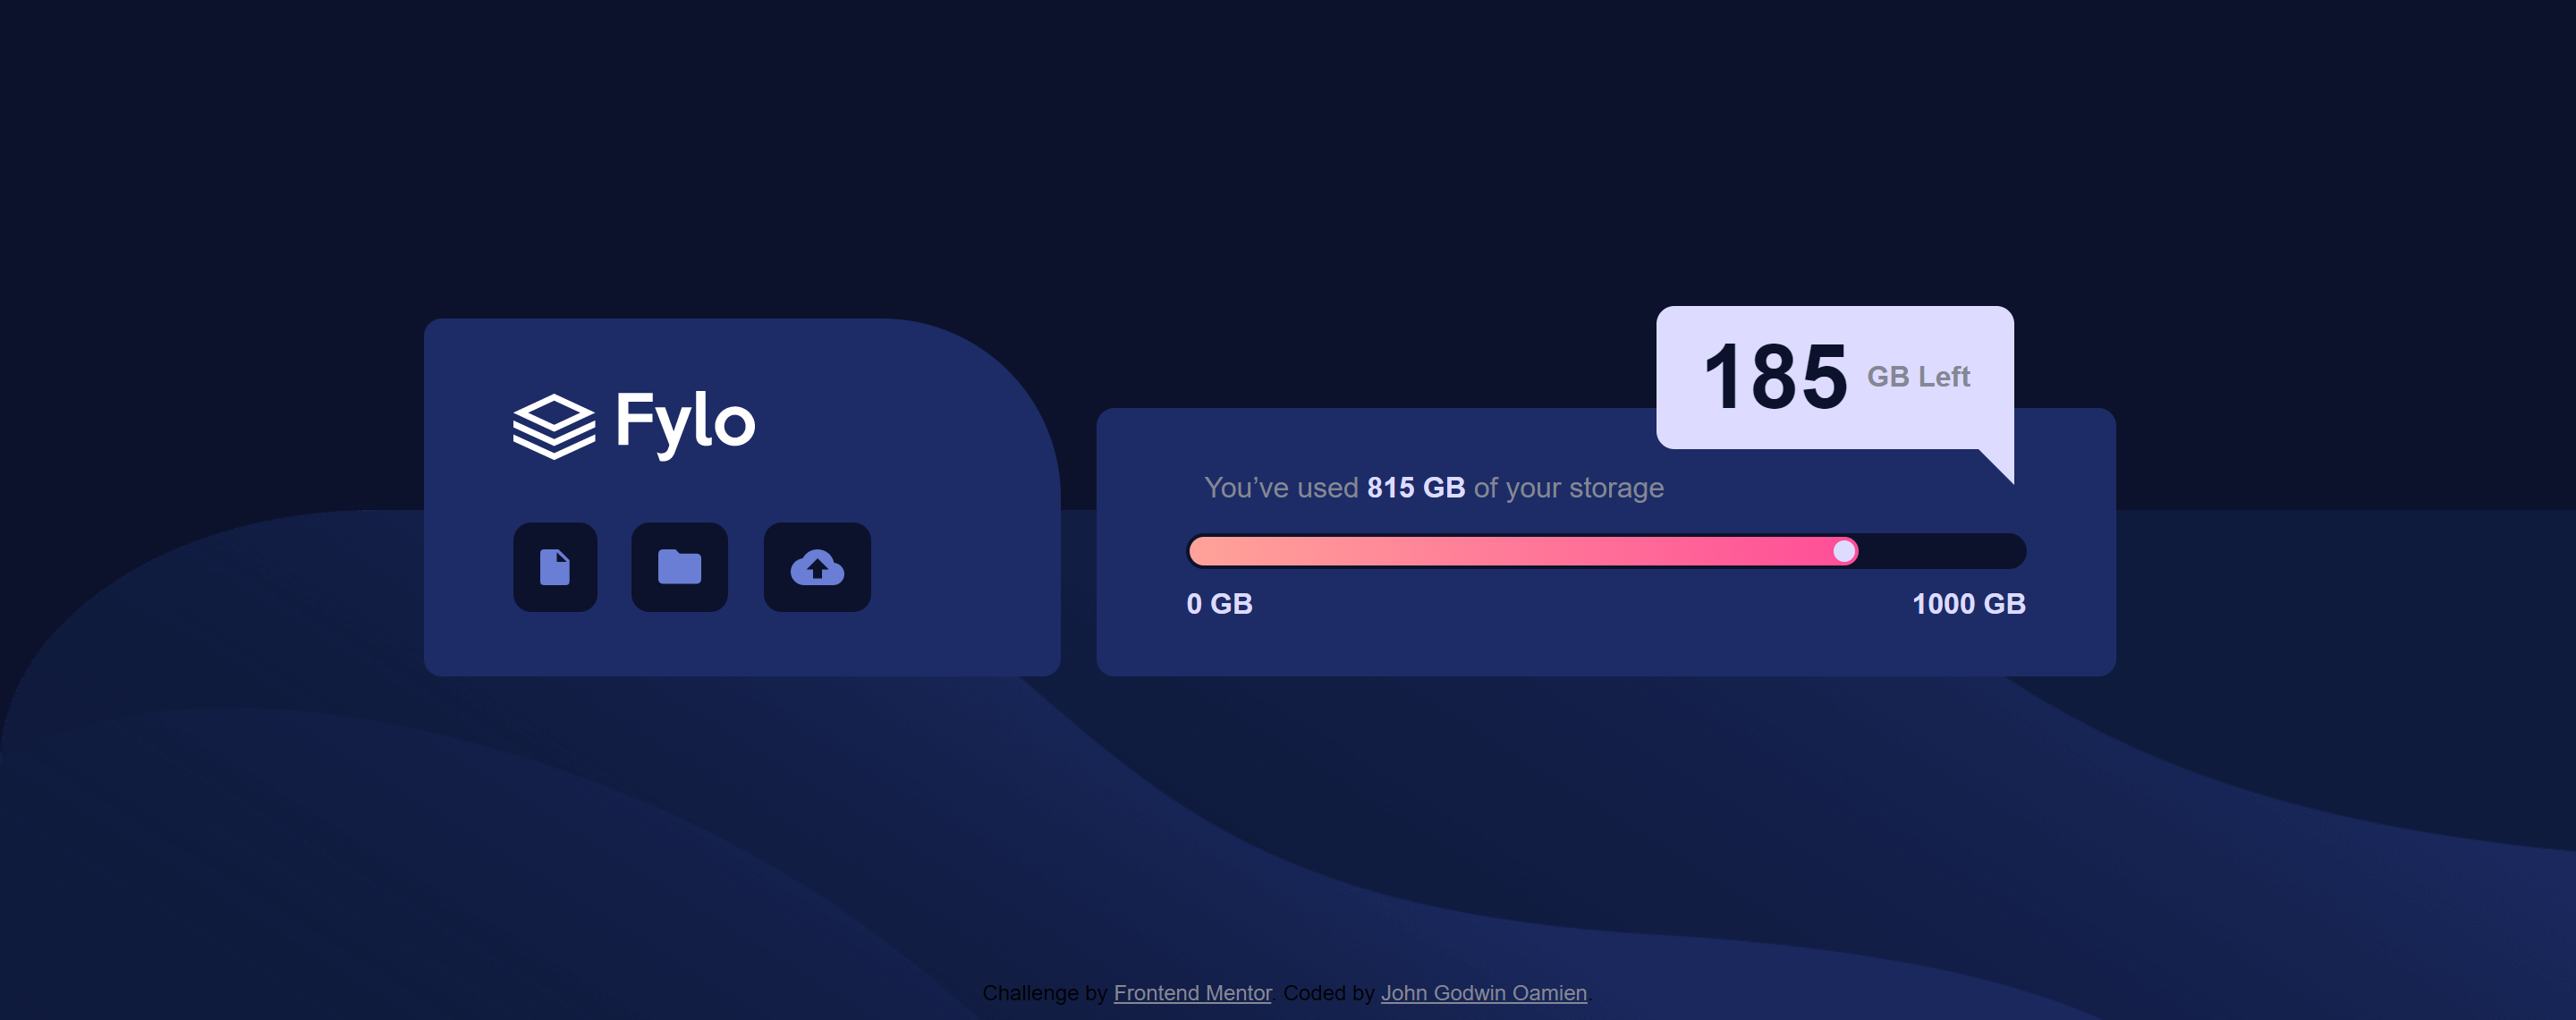 Fylo
185 GB Left
You’ve used 815 GB of your storage
0 GB 1000 GB
Challenge by Frontend Mentor. Coded by John Godwin Oamien.